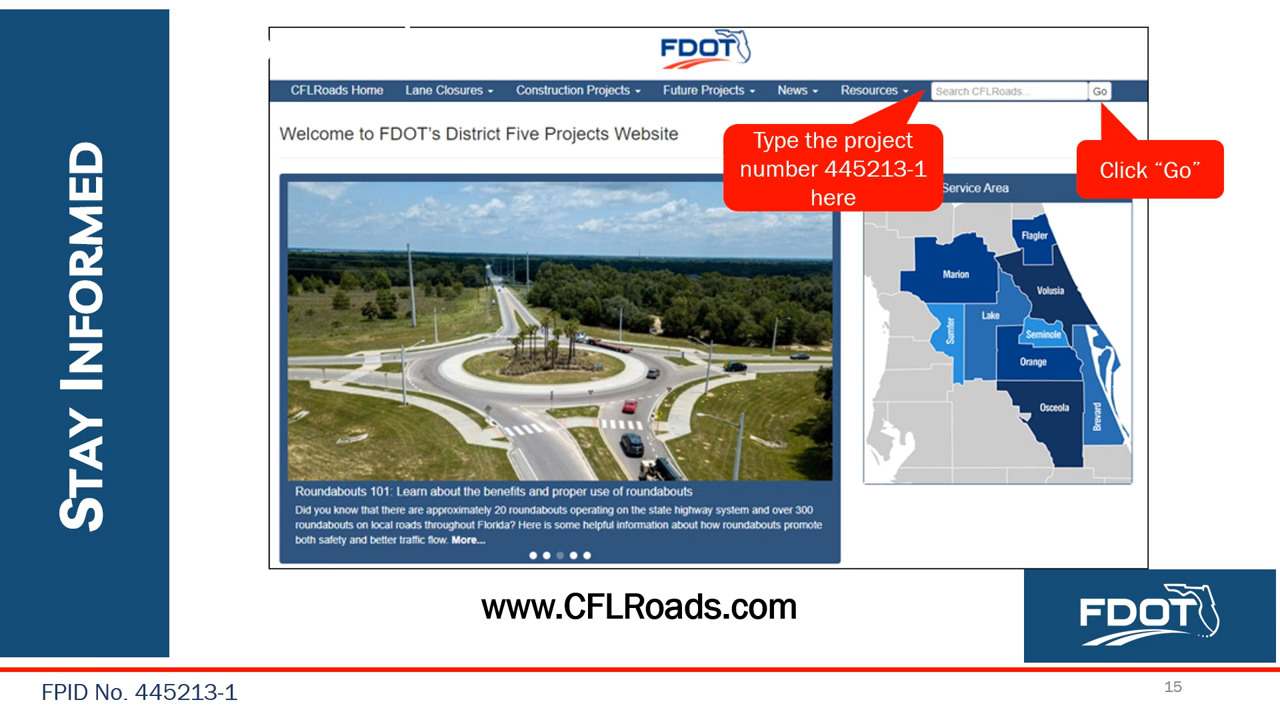 STAY INFORMED
FDOT
CFLRoads Home Lane Closures Construction Projects Future Projects News Resources Search CFLRoads... Go
Welcome to FDOT's District Five Projects Website
Type the project
number 445213-1
here
Click “Go”
Service Area
Flagler
Marion
Volusia
Lake
Sumter
Seminole
Orange
Osceola
Brevard
Roundabouts 101: Learn about the benefits and proper use of roundabouts
Did you know that there are approximately 20 roundabouts operating on the state highway system and over 300
roundabouts on local roads throughout Florida? Here is some helpful information about how roundabouts promote
both safety and better traffic flow. More...
www.CFLRoads.com
FDOT
FPID No. 445213-1
15